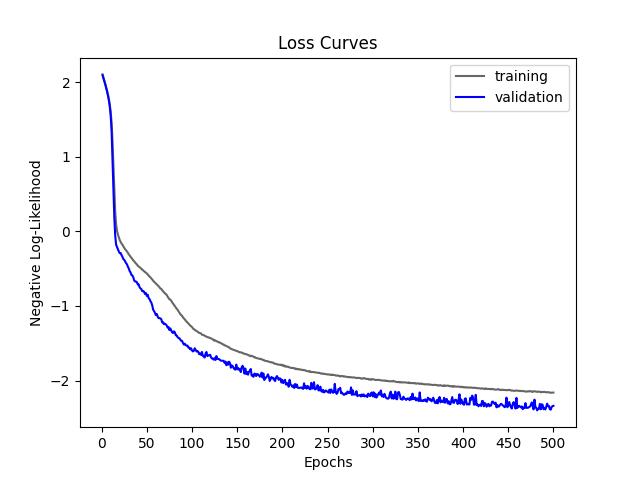 Loss Curves
training
validation
Negative Log-Likelihood
2
1
0
−1
−2
0 50 100 150 200 250 300 350 400 450 500
Epochs